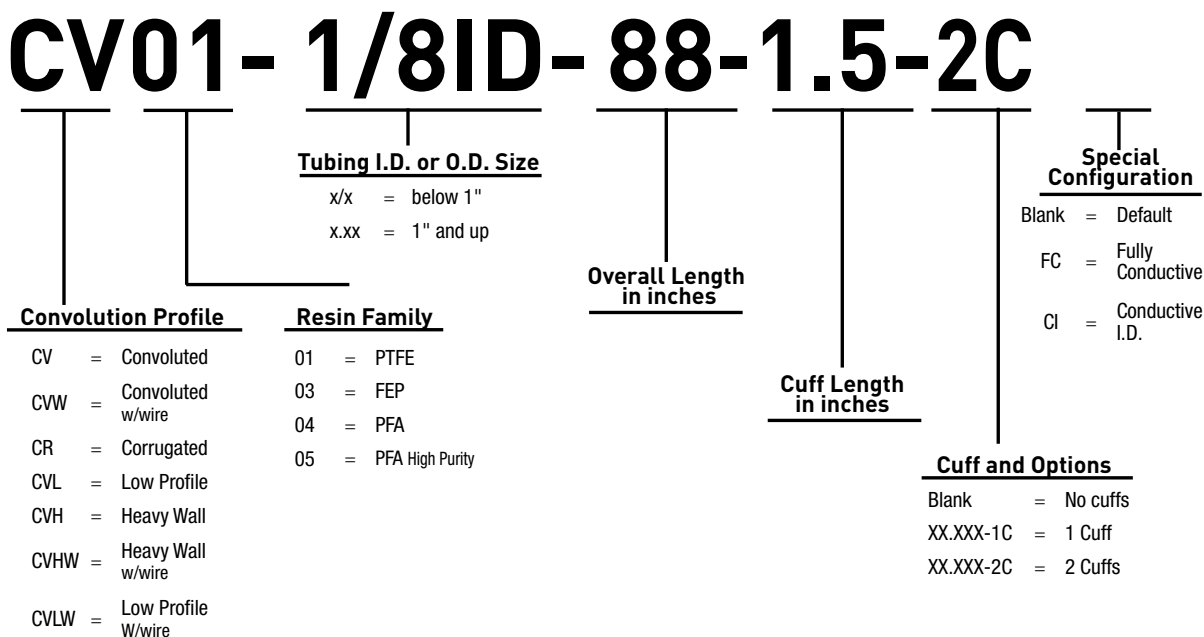 CV01- 1/8ID- 88-1.5-2C
Tubing I.D. or O.D. Size
x/x = below 1"
x.xx = 1" and up
Special
Configuration
Blank = Default
FC = Fully
Conductive
CI = Conductive
I.D.
Overall Length
in inches
Convolution Profile
CV = Convoluted
CVW = Convoluted
w/wire
CR = Corrugated
CVL = Low Profile
CVH = Heavy Wall
CVHW = Heavy Wall
w/wire
CVLW = Low Profile
W/wire
Resin Family
01 = PTFE
03 = FEP
04 = PFA
05 = PFA High Purity
Cuff Length
in inches
Cuff and Options
Blank = No cuffs
XX.XXX-1C = 1 Cuff
XX.XXX-2C = 2 Cuffs